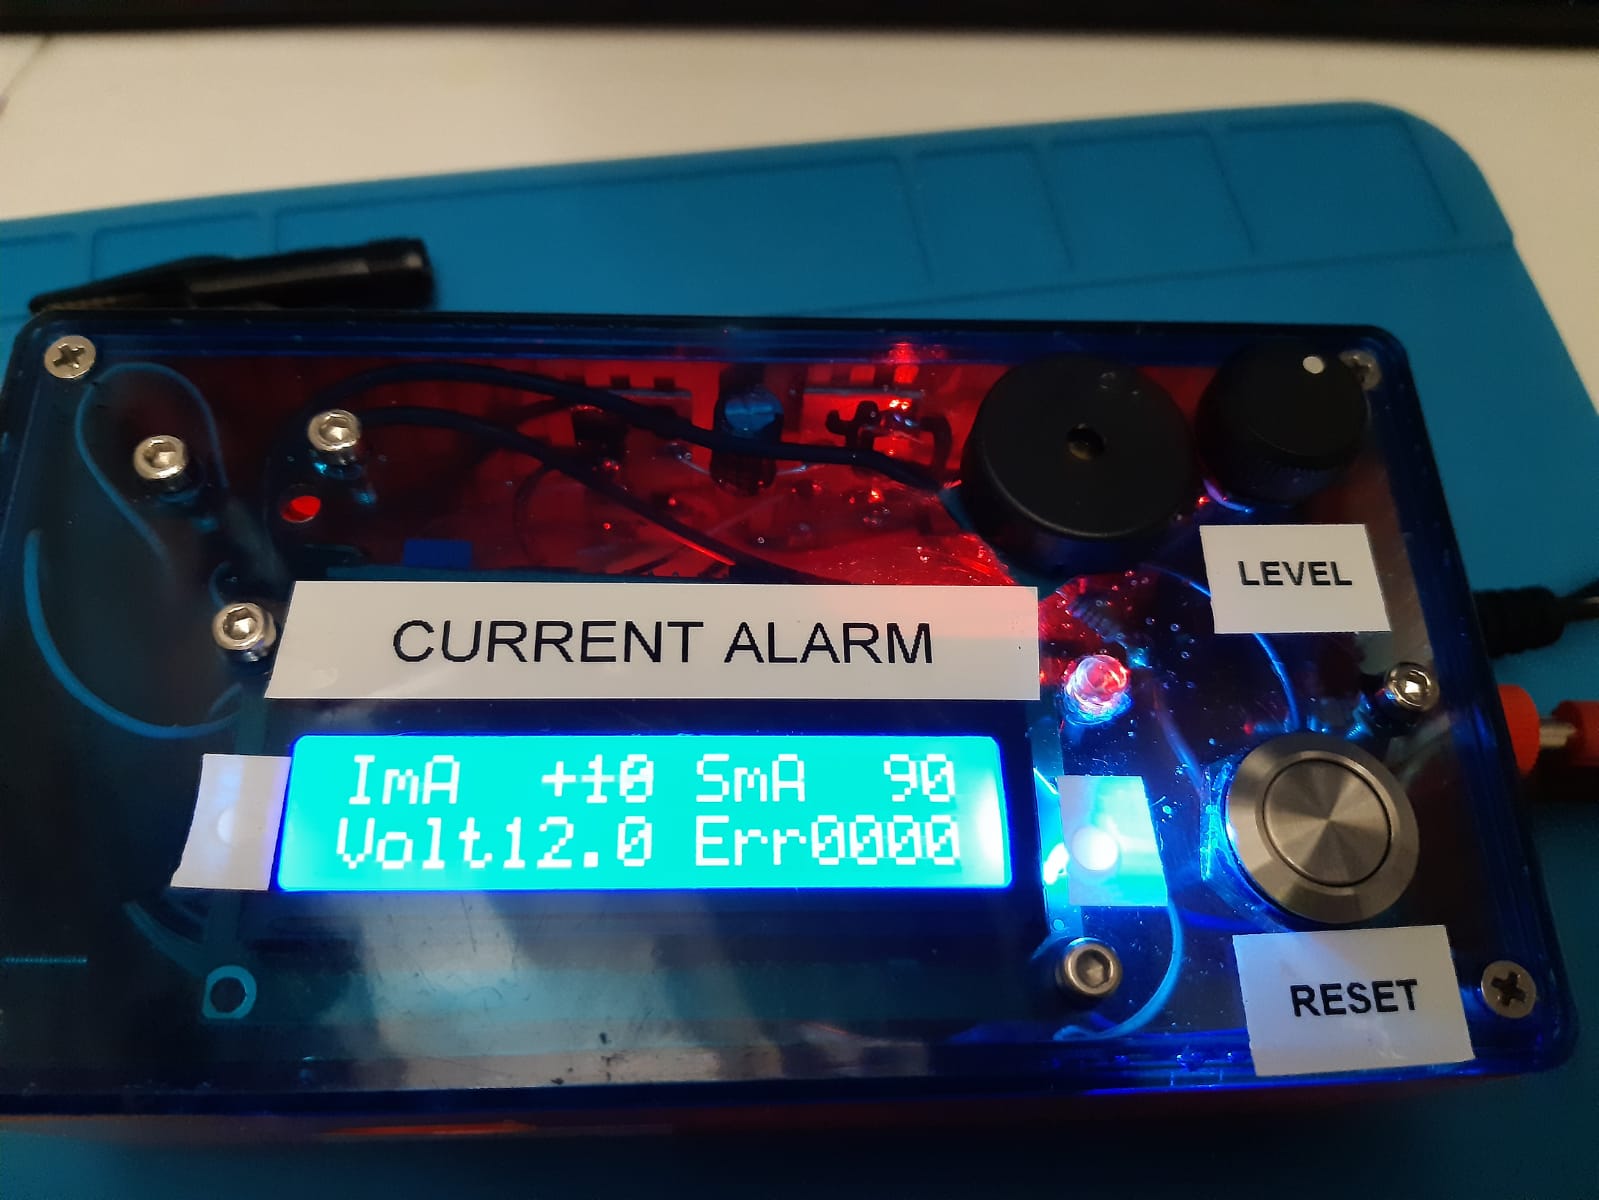 LEVEL
CURRENT ALARM
ImA +10 SmA 90
Volt12.0 Err0000
RESET